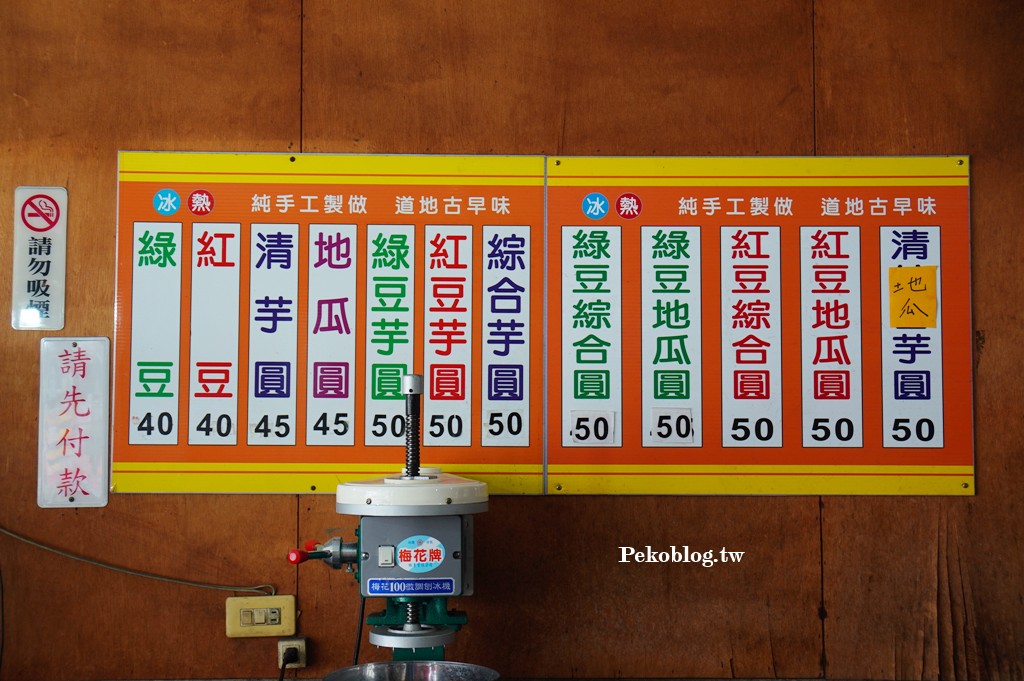 請勿吸煙
請先付款
冰 熱 純手工製做 道地古早味
綠豆 40
紅豆 40
清芋圓 45
地瓜圓 45
綠豆芋圓 50
紅豆芋圓 50
綜合芋圓 50
冰 熱 純手工製做 道地古早味
綠豆綜合圓 50
綠豆地瓜圓 50
紅豆綜合圓 50
紅豆地瓜圓 50
清地瓜芋圓 50
梅花牌
梅花100微調刨冰機
Pekoblog.tw